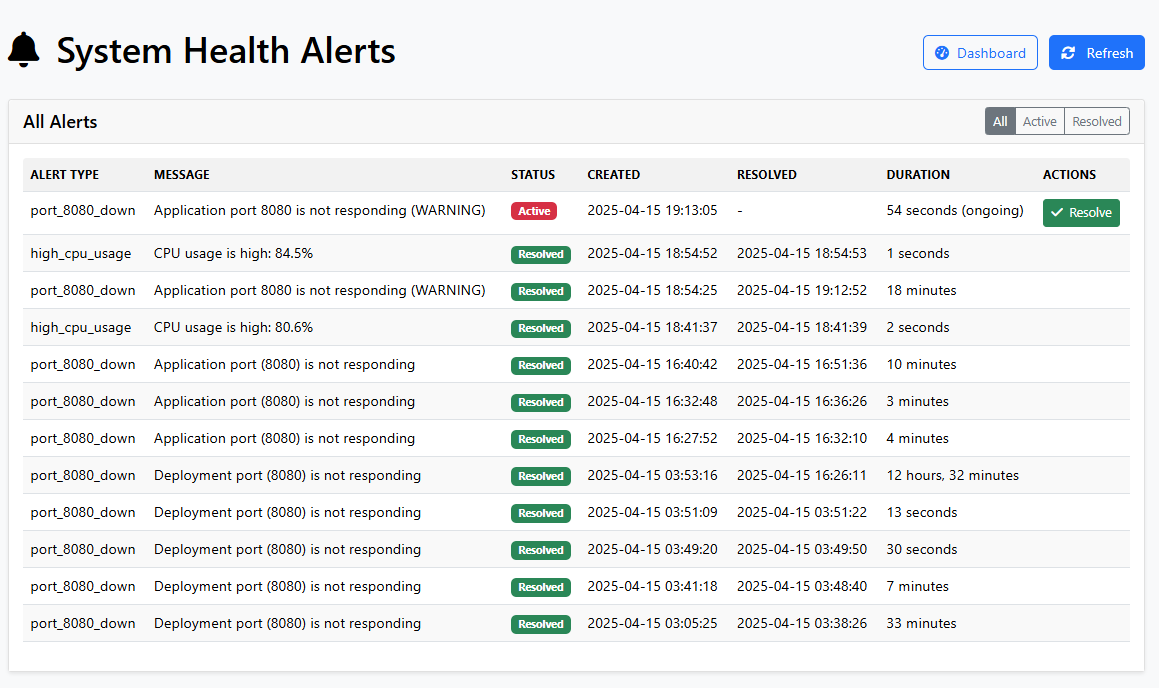 System Health Alerts
Dashboard
Refresh
All Alerts
All Active Resolved
ALERT TYPE MESSAGE STATUS CREATED RESOLVED DURATION ACTIONS
port_8080_down Application port 8080 is not responding (WARNING) Active 2025-04-15 19:13:05 - 54 seconds (ongoing) Resolve
high_cpu_usage CPU usage is high: 84.5% Resolved 2025-04-15 18:54:52 2025-04-15 18:54:53 1 seconds
port_8080_down Application port 8080 is not responding (WARNING) Resolved 2025-04-15 18:54:25 2025-04-15 19:12:52 18 minutes
high_cpu_usage CPU usage is high: 80.6% Resolved 2025-04-15 18:41:37 2025-04-15 18:41:39 2 seconds
port_8080_down Application port (8080) is not responding Resolved 2025-04-15 16:40:42 2025-04-15 16:51:36 10 minutes
port_8080_down Application port (8080) is not responding Resolved 2025-04-15 16:32:48 2025-04-15 16:36:26 3 minutes
port_8080_down Application port (8080) is not responding Resolved 2025-04-15 16:27:52 2025-04-15 16:32:10 4 minutes
port_8080_down Deployment port (8080) is not responding Resolved 2025-04-15 03:53:16 2025-04-15 16:26:11 12 hours, 32 minutes
port_8080_down Deployment port (8080) is not responding Resolved 2025-04-15 03:51:09 2025-04-15 03:51:22 13 seconds
port_8080_down Deployment port (8080) is not responding Resolved 2025-04-15 03:49:20 2025-04-15 03:49:50 30 seconds
port_8080_down Deployment port (8080) is not responding Resolved 2025-04-15 03:41:18 2025-04-15 03:48:40 7 minutes
port_8080_down Deployment port (8080) is not responding Resolved 2025-04-15 03:05:25 2025-04-15 03:38:26 33 minutes